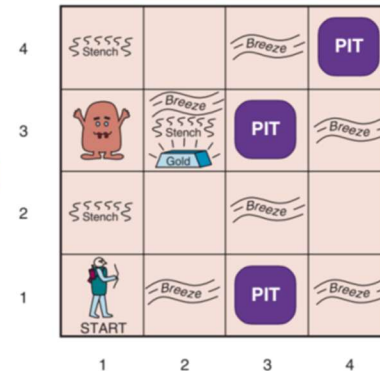 4
Stench
Breeze
PIT
3
Breeze
Stench
Gold
PIT
Breeze
2
Stench
Breeze
1
START
Breeze
PIT
Breeze
1 2 3 4